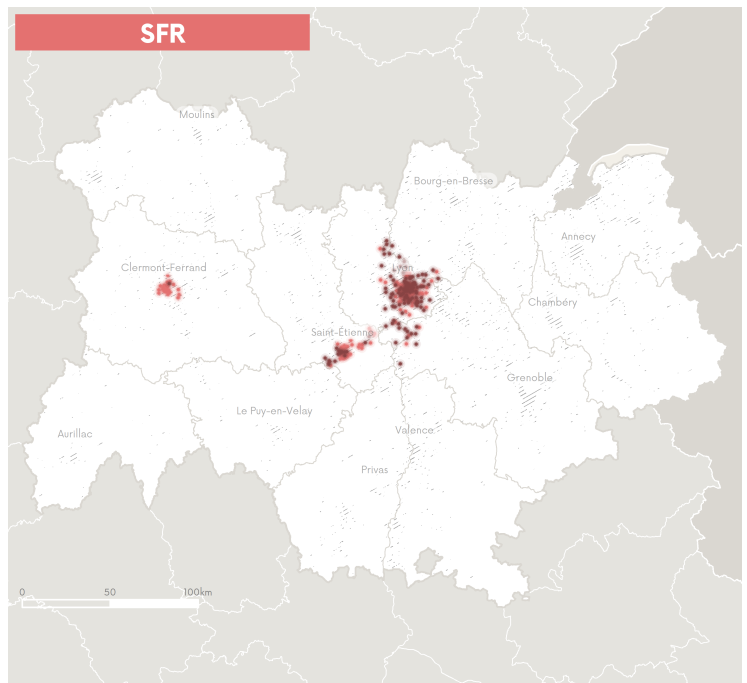 SFR
Moulins
Bourg-en-Bresse
Annecy
Clermont-Ferrand
Lyon
Chambéry
Saint-Étienne
Grenoble
Le Puy-en-Velay
Aurillac
Valence
Privas
0 50 100km